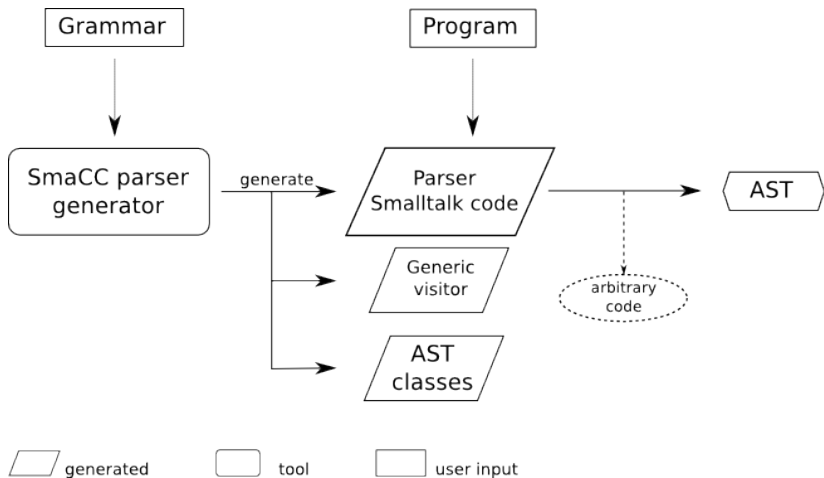 Grammar
Program
SmaCC parser
generator
generate
Parser
Smalltalk code
AST
Generic
visitor
arbitrary
code
AST
classes
generated
tool
user input